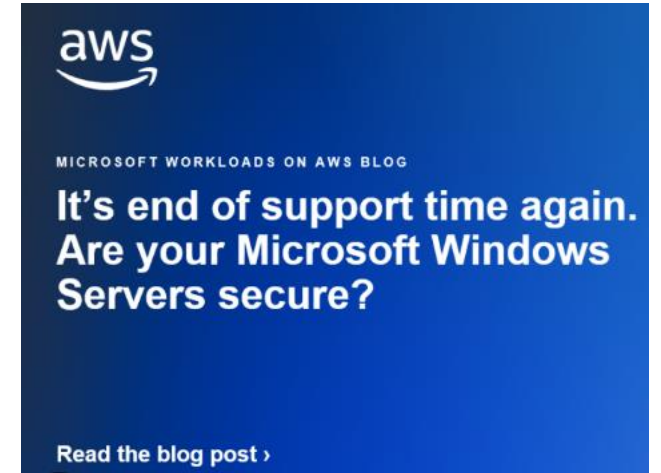 aws
MICROSOFT WORKLOADS ON AWS BLOG
It’s end of support time again.
Are your Microsoft Windows
Servers secure?
Read the blog post ›